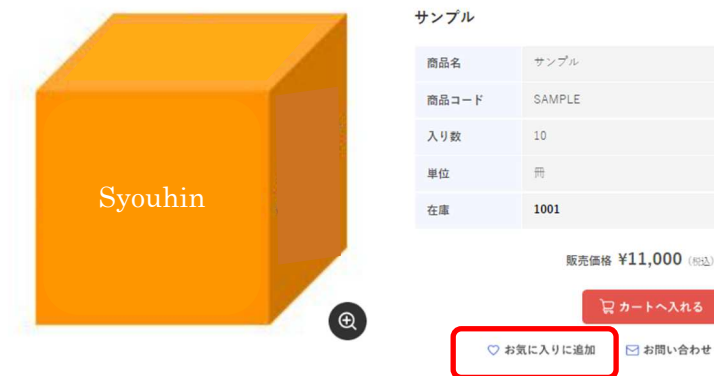 サンプル
Syouhin
商品名 サンプル
商品コード SAMPLE
入り数 10
単位 冊
在庫 1001
販売価格 ¥11,000 (税込)
カートへ入れる
お気に入りに追加 お問い合わせ